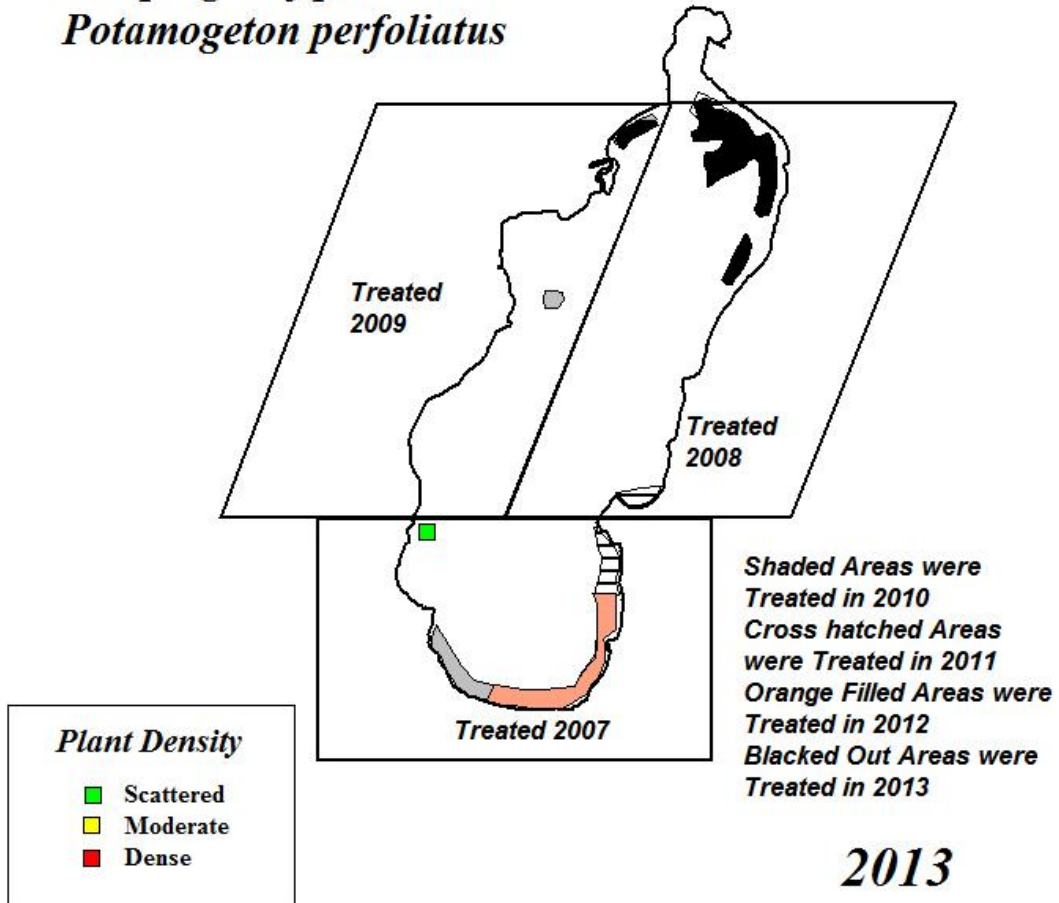 Potamogeton perfoliatus
Treated
2009
Treated
2008
Shaded Areas were
Treated in 2010
Cross hatched Areas
were Treated in 2011
Orange Filled Areas were
Treated in 2012
Blacked Out Areas were
Treated in 2013
Treated 2007
Plant Density
Scattered
Moderate
Dense
2013